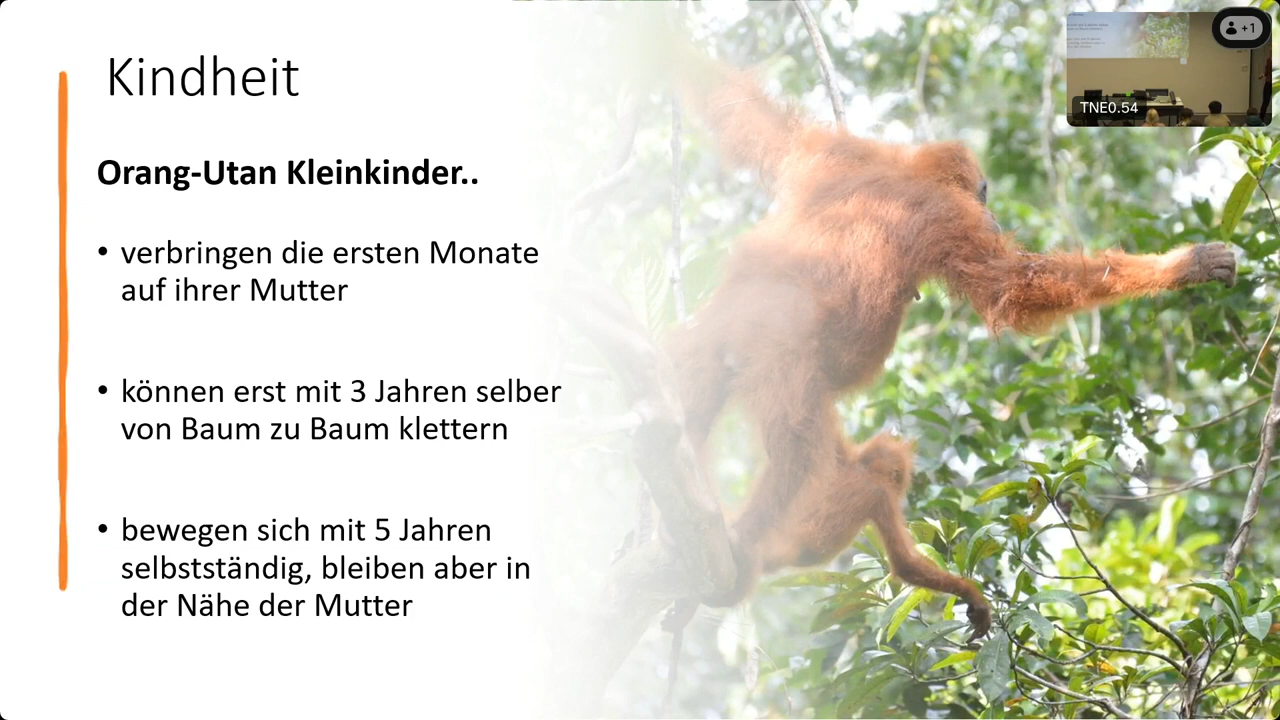 Kindheit
Orang-Utan Kleinkinder..
• verbringen die ersten Monate
auf ihrer Mutter
• können erst mit 3 Jahren selber
von Baum zu Baum klettern
• bewegen sich mit 5 Jahren
selbstständig, bleiben aber in
der Nähe der Mutter
+1
TNE0.54